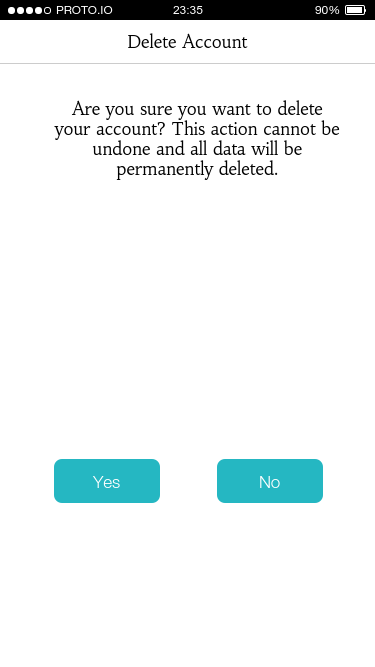 PROTO.IO 23:35 90%
Delete Account
Are you sure you want to delete
your account? This action cannot be
undone and all data will be
permanently deleted.
Yes No